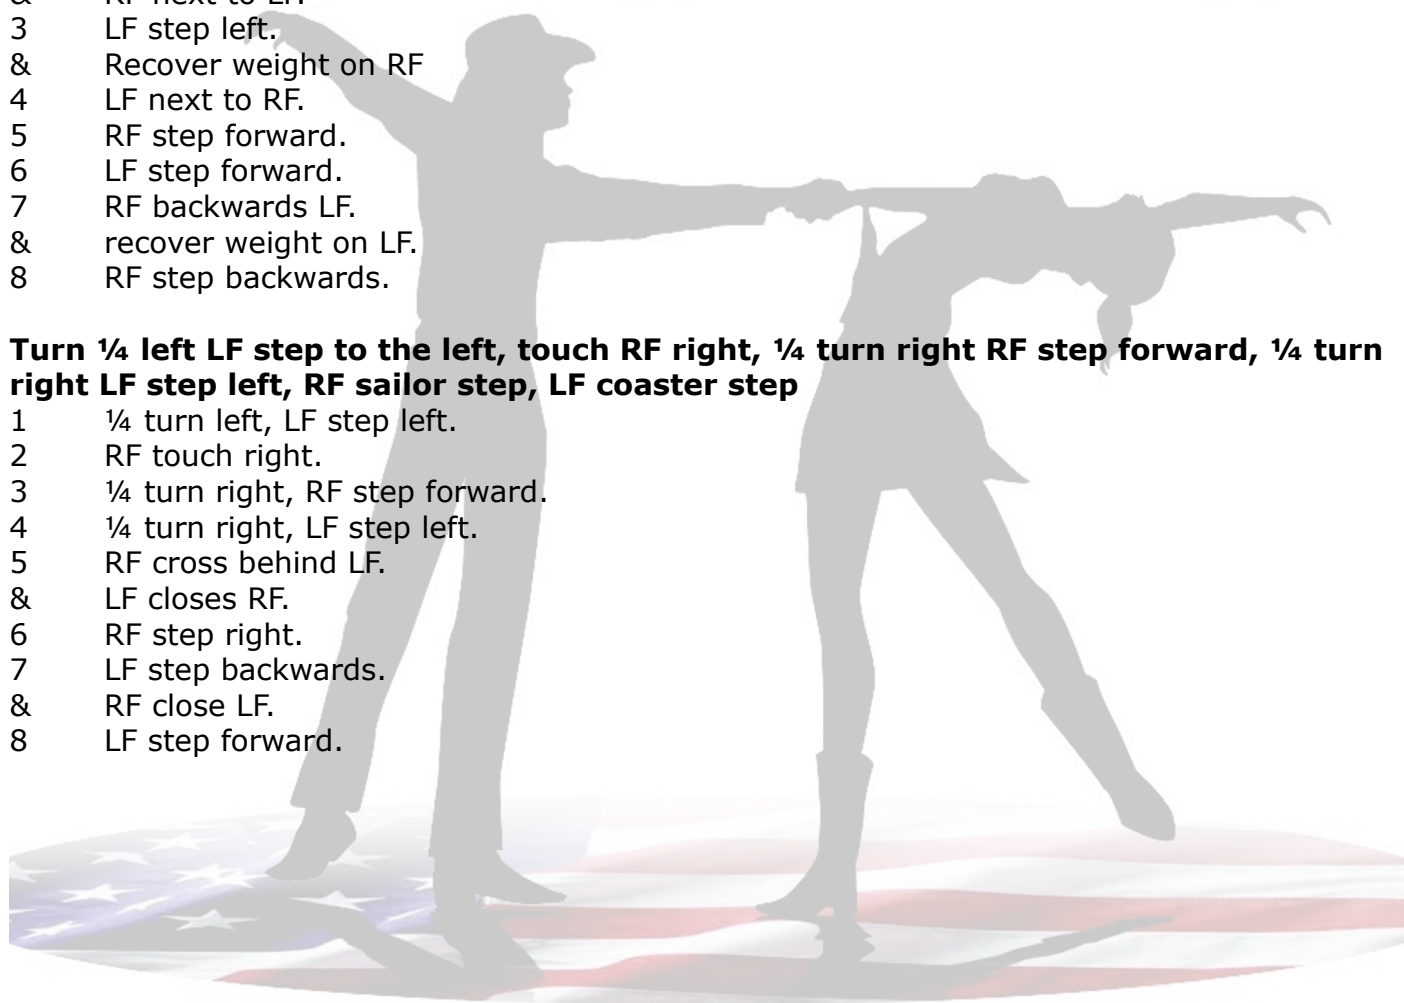 & RF next to LF.
3 LF step left.
& Recover weight on RF
4 LF next to RF.
5 RF step forward.
6 LF step forward.
7 RF backwards LF.
& recover weight on LF.
8 RF step backwards.
Turn ¼ left LF step to the left, touch RF right, ¼ turn right RF step forward, ¼ turn
right LF step left, RF sailor step, LF coaster step
1 ¼ turn left, LF step left.
2 RF touch right.
3 ¼ turn right, RF step forward.
4 ¼ turn right, LF step left.
5 RF cross behind LF.
& LF closes RF.
6 RF step right.
7 LF step backwards.
& RF close LF.
8 LF step forward.